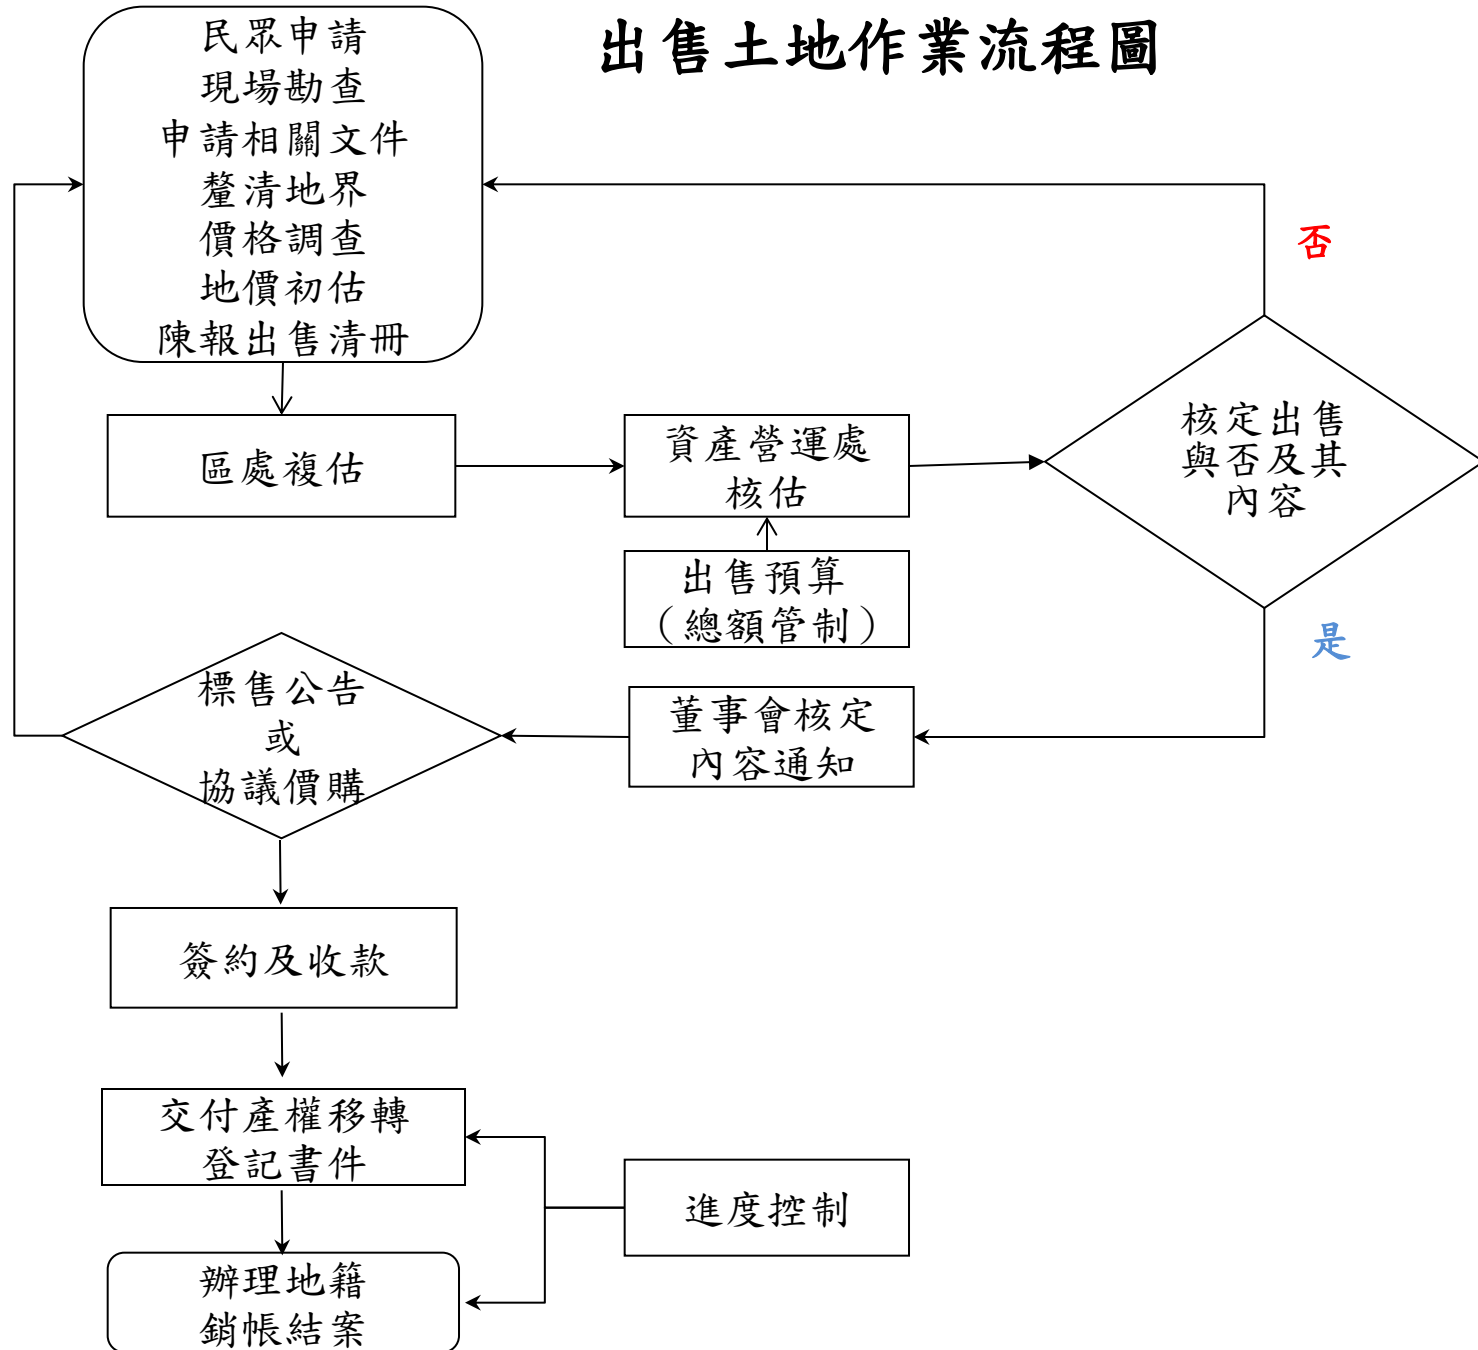 出售土地作業流程圖
民眾申請
現場勘查
申請相關文件
釐清地界
價格調查
地價初估
陳報出售清冊
否
區處複估
資產營運處
核估
核定出售
與否及其
內容
出售預算
（總額管制）
是
董事會核定
內容通知
標售公告
或
協議價購
簽約及收款
交付產權移轉
登記書件
進度控制
辦理地籍
銷帳結案